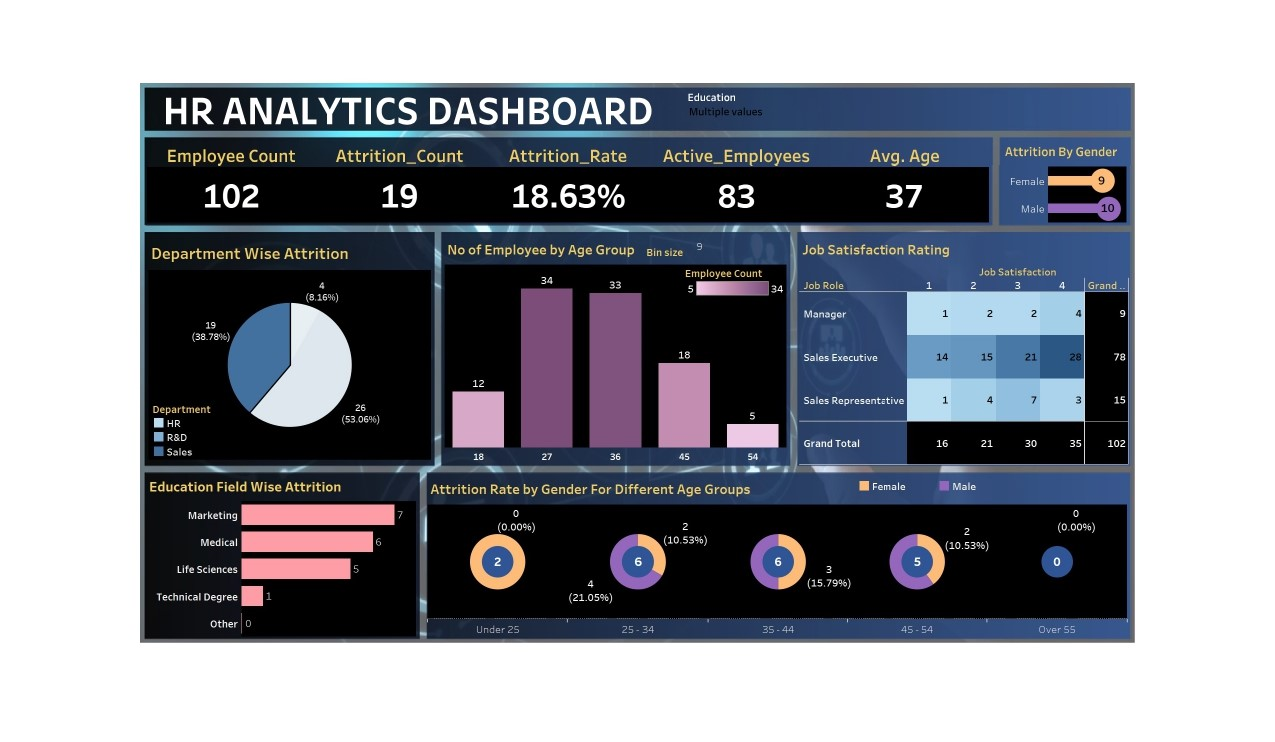 HR ANALYTICS DASHBOARD
Education
Multiple values
Employee Count Attrition_Count Attrition_Rate Active_Employees Avg. Age
102 19 18.63% 83 37
Attrition By Gender
Female 9
Male 10
Department Wise Attrition
4
(8.16%)
19
(38.78%)
26
(53.06%)
Department
HR
R&D
Sales
No of Employee by Age Group Bin size 9
Employee Count
5 34
12 34 33 18 5
18 27 36 45 54
Job Satisfaction Rating
Job Satisfaction
Job Role 1 2 3 4 Grand ..
Manager 1 2 2 4 9
Sales Executive 14 15 21 28 78
Sales Representative 1 4 7 3 15
Grand Total 16 21 30 35 102
Education Field Wise Attrition
Marketing 7
Medical 6
Life Sciences 5
Technical Degree 1
Other 0
Attrition Rate by Gender For Different Age Groups Female Male
0
(0.00%)
2
2
(10.53%)
6
4
(21.05%)
6
3
(15.79%)
5
2
(10.53%)
0
(0.00%)
0
Under 25 25 - 34 35 - 44 45 - 54 Over 55